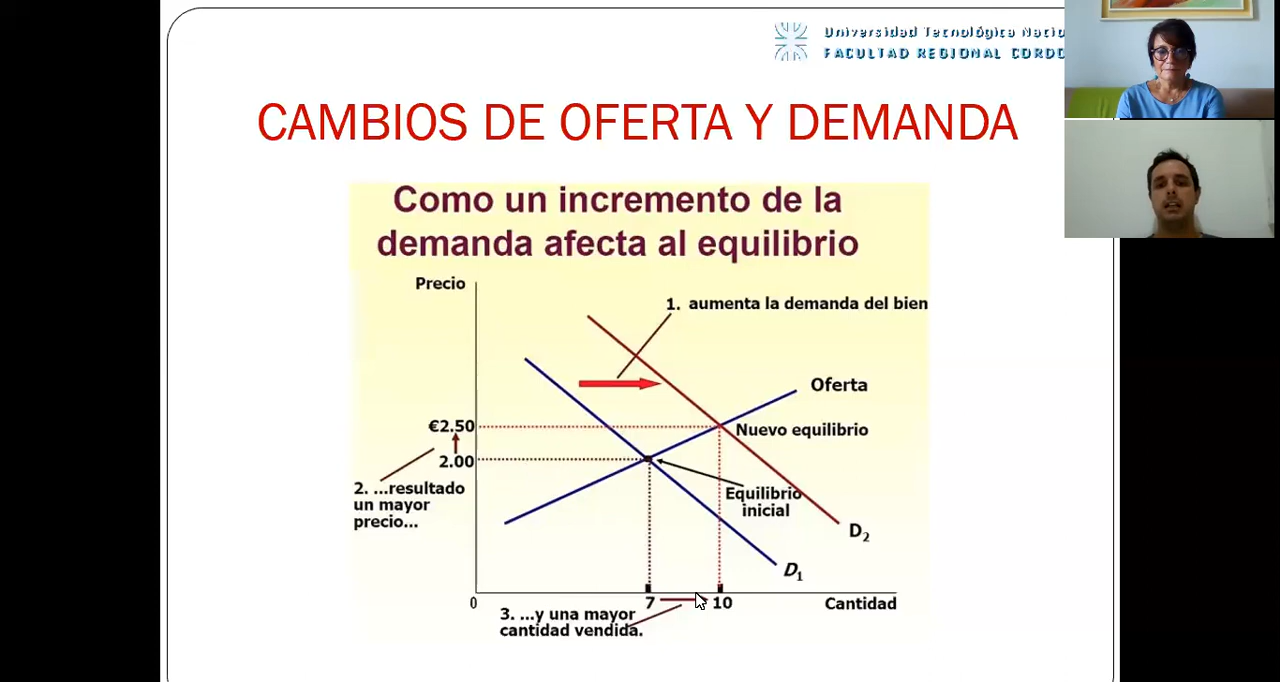 Universidad Tecnológica
FACULTAD REGIONAL
CAMBIOS DE OFERTA Y DEMANDA
Como un incremento de la
demanda afecta al equilibrio
Precio
1. aumenta la demanda del bien
Oferta
€2.50
Nuevo equilibrio
2.00
2. ...resultado
un mayor
precio...
Equilibrio
inicial
D₂
D₁
0
7
10
Cantidad
3. ...y una mayor
cantidad vendida.